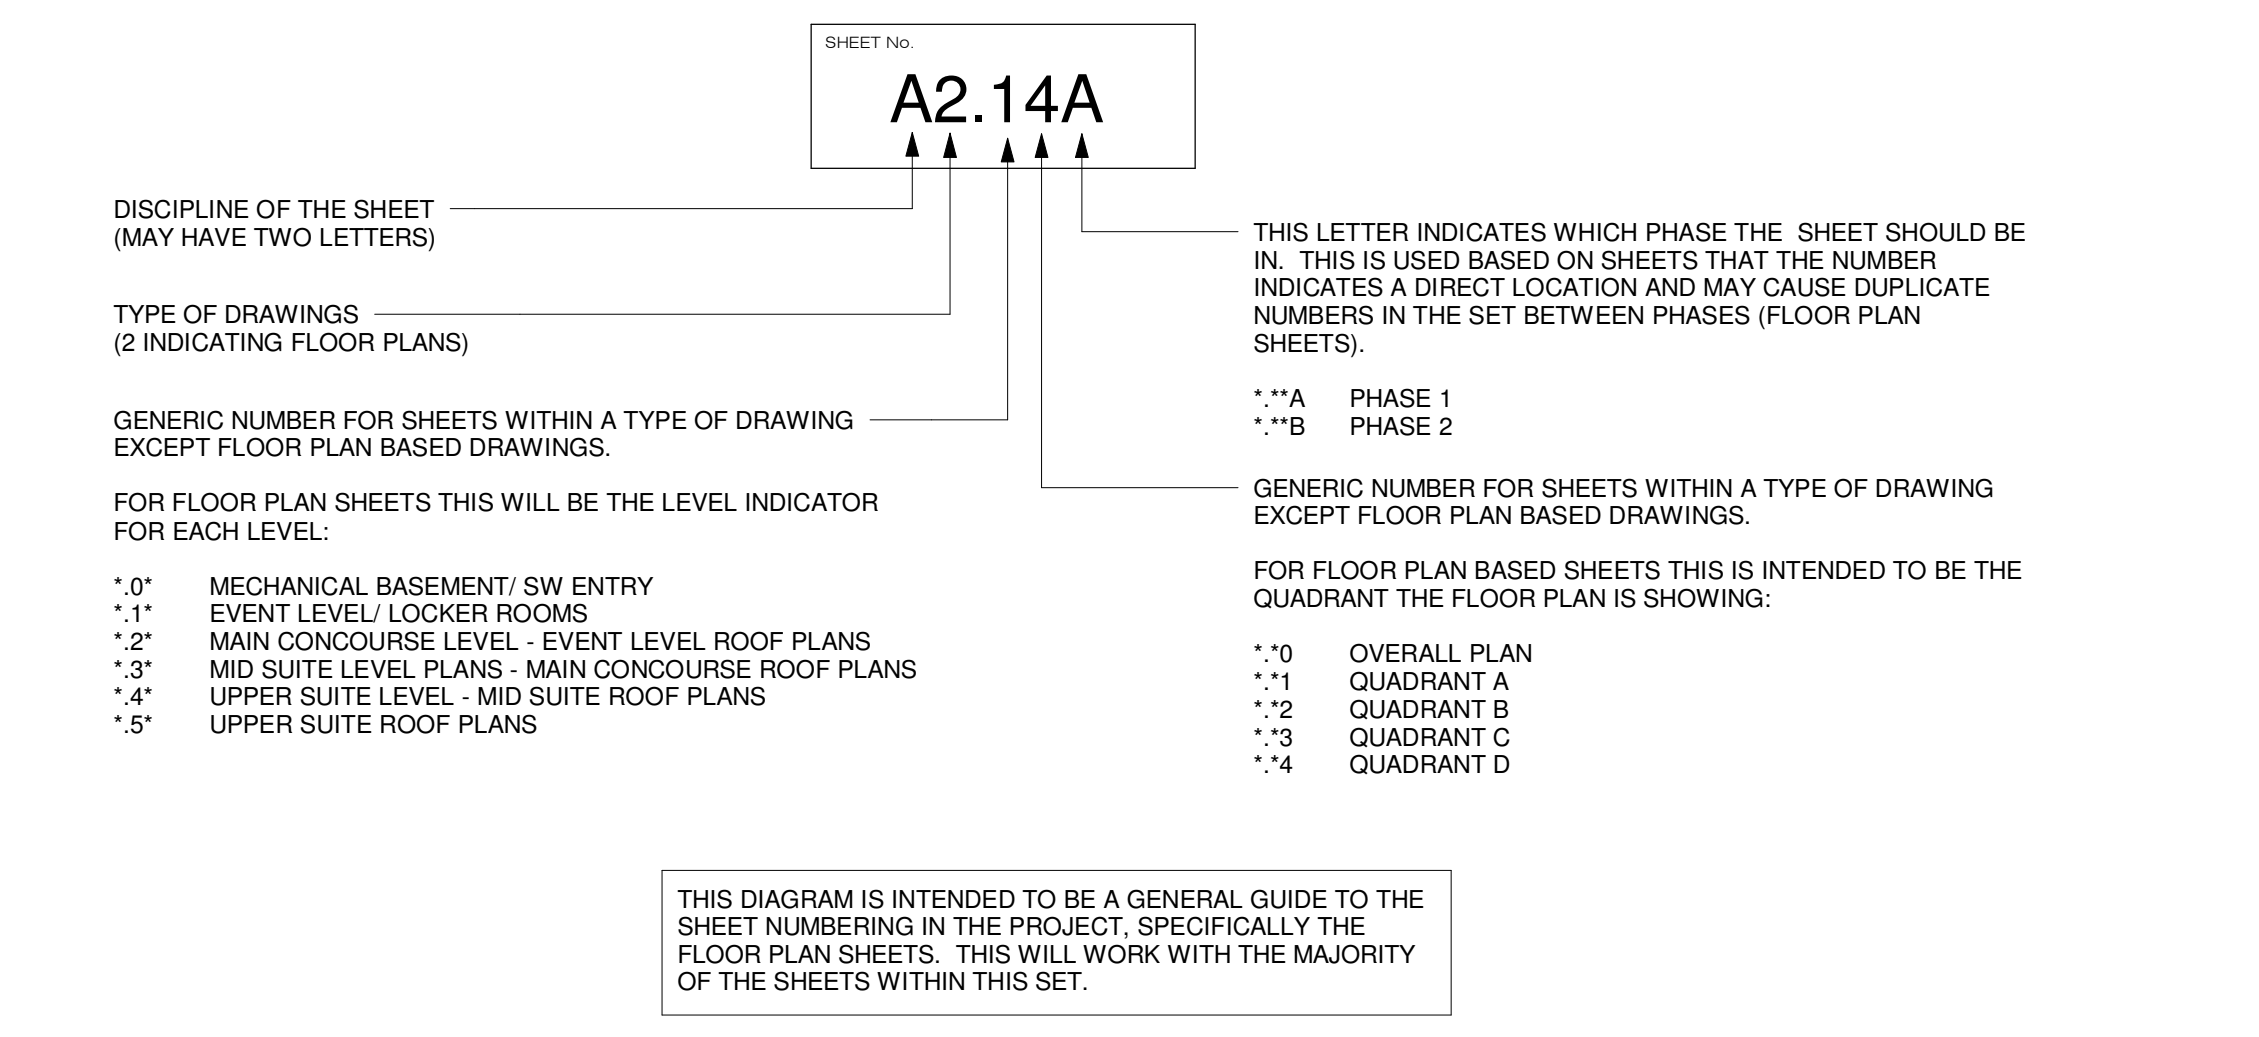 SHEET No.
A2.14A
DISCIPLINE OF THE SHEET
(MAY HAVE TWO LETTERS)
TYPE OF DRAWINGS
(2 INDICATING FLOOR PLANS)
GENERIC NUMBER FOR SHEETS WITHIN A TYPE OF DRAWING
EXCEPT FLOOR PLAN BASED DRAWINGS.
FOR FLOOR PLAN SHEETS THIS WILL BE THE LEVEL INDICATOR
FOR EACH LEVEL:
*.0* MECHANICAL BASEMENT/ SW ENTRY
*.1* EVENT LEVEL/ LOCKER ROOMS
*.2* MAIN CONCOURSE LEVEL - EVENT LEVEL ROOF PLANS
*.3* MID SUITE LEVEL PLANS - MAIN CONCOURSE ROOF PLANS
*.4* UPPER SUITE LEVEL - MID SUITE ROOF PLANS
*.5* UPPER SUITE ROOF PLANS
THIS LETTER INDICATES WHICH PHASE THE  SHEET SHOULD BE
IN.  THIS IS USED BASED ON SHEETS THAT THE NUMBER
INDICATES A DIRECT LOCATION AND MAY CAUSE DUPLICATE
NUMBERS IN THE SET BETWEEN PHASES (FLOOR PLAN
SHEETS).
*.**A PHASE 1
*.**B PHASE 2
GENERIC NUMBER FOR SHEETS WITHIN A TYPE OF DRAWING
EXCEPT FLOOR PLAN BASED DRAWINGS.
FOR FLOOR PLAN BASED SHEETS THIS IS INTENDED TO BE THE
QUADRANT THE FLOOR PLAN IS SHOWING:
*.*0 OVERALL PLAN
*.*1 QUADRANT A
*.*2 QUADRANT B
*.*3 QUADRANT C
*.*4 QUADRANT D
THIS DIAGRAM IS INTENDED TO BE A GENERAL GUIDE TO THE
SHEET NUMBERING IN THE PROJECT, SPECIFICALLY THE
FLOOR PLAN SHEETS.  THIS WILL WORK WITH THE MAJORITY
OF THE SHEETS WITHIN THIS SET.